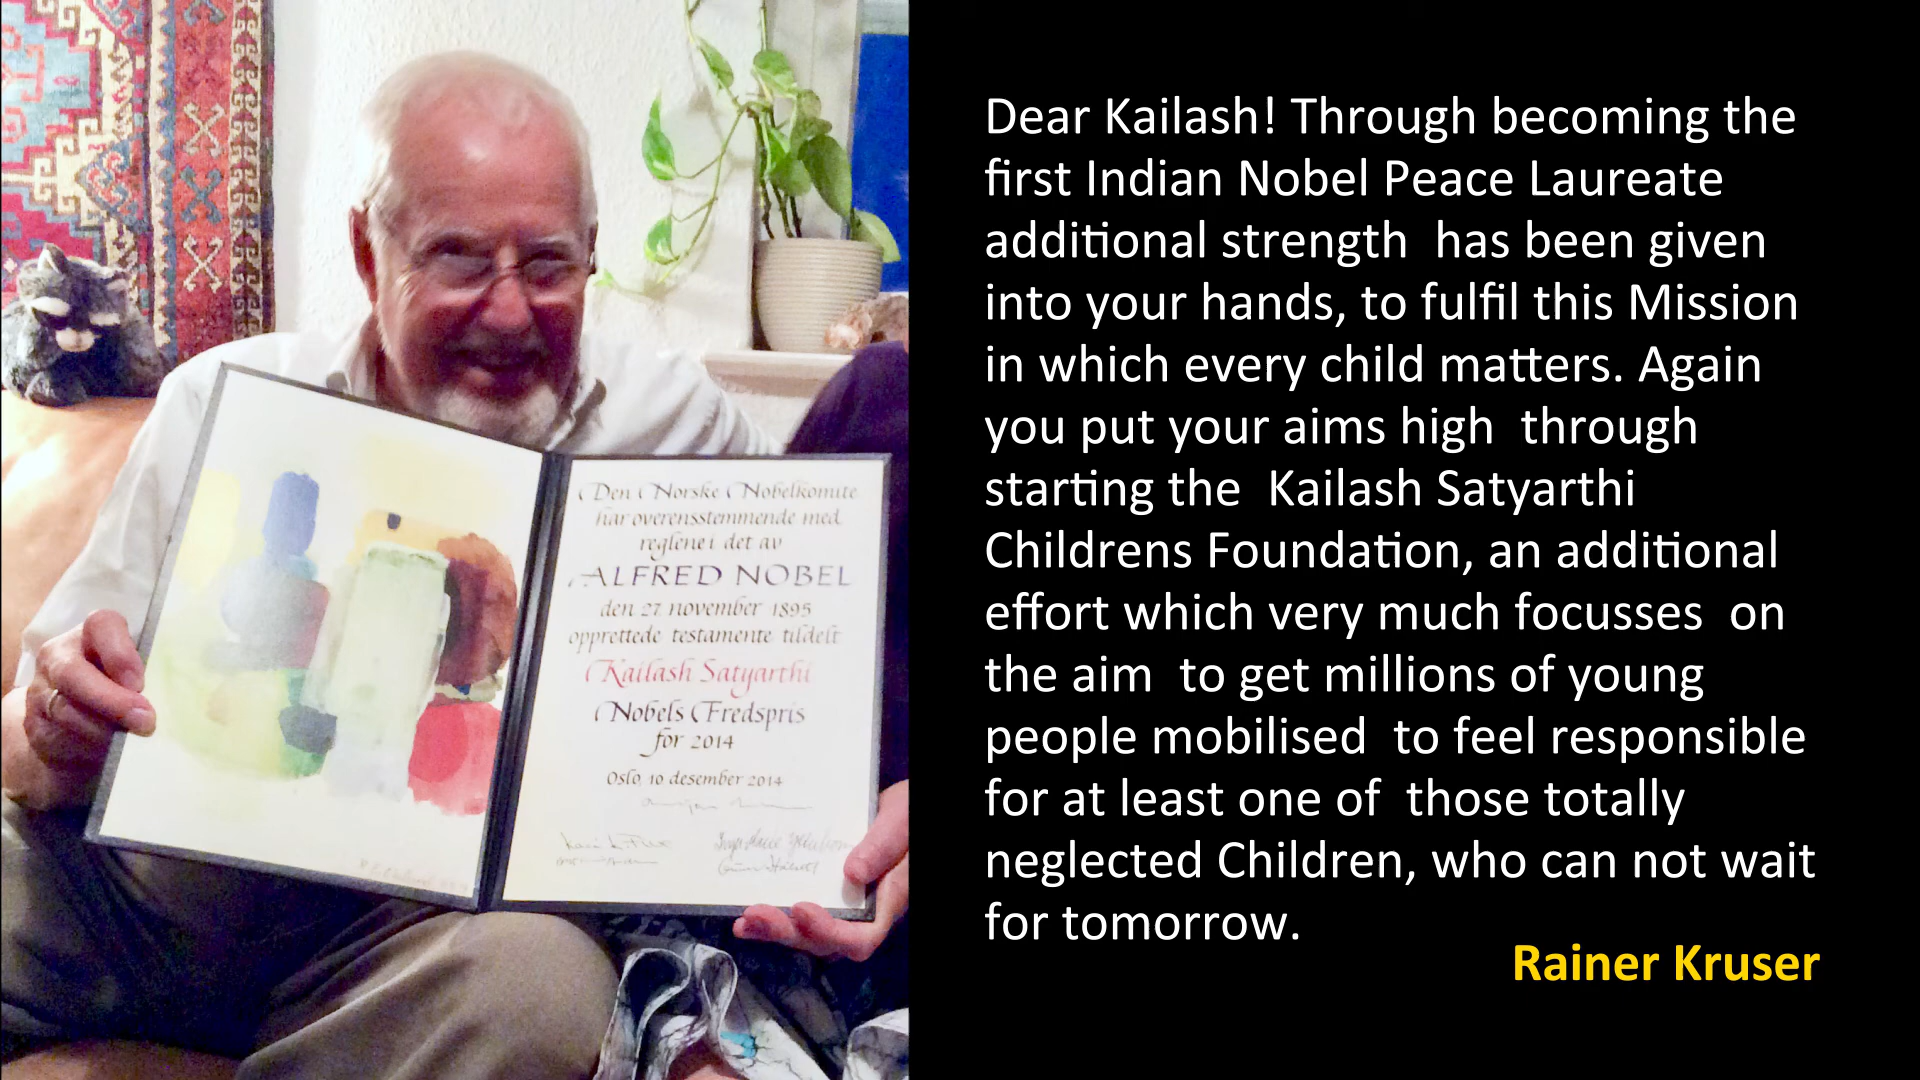 Den Norske Nobelkomite
har overensstemmende med
reglene i det av
ALFRED NOBEL
den 27 november 1895
opprettede testamente tildelt
Kailash Satyarthi
Nobels Fredspris
for 2014
Oslo, 10 desember 2014
Dear Kailash! Through becoming the
first Indian Nobel Peace Laureate
additional strength has been given
into your hands, to fulfil this Mission
in which every child matters. Again
you put your aims high through
starting the Kailash Satyarthi
Childrens Foundation, an additional
effort which very much focusses on
the aim to get millions of young
people mobilised to feel responsible
for at least one of those totally
neglected Children, who can not wait
for tomorrow.
Rainer Kruser